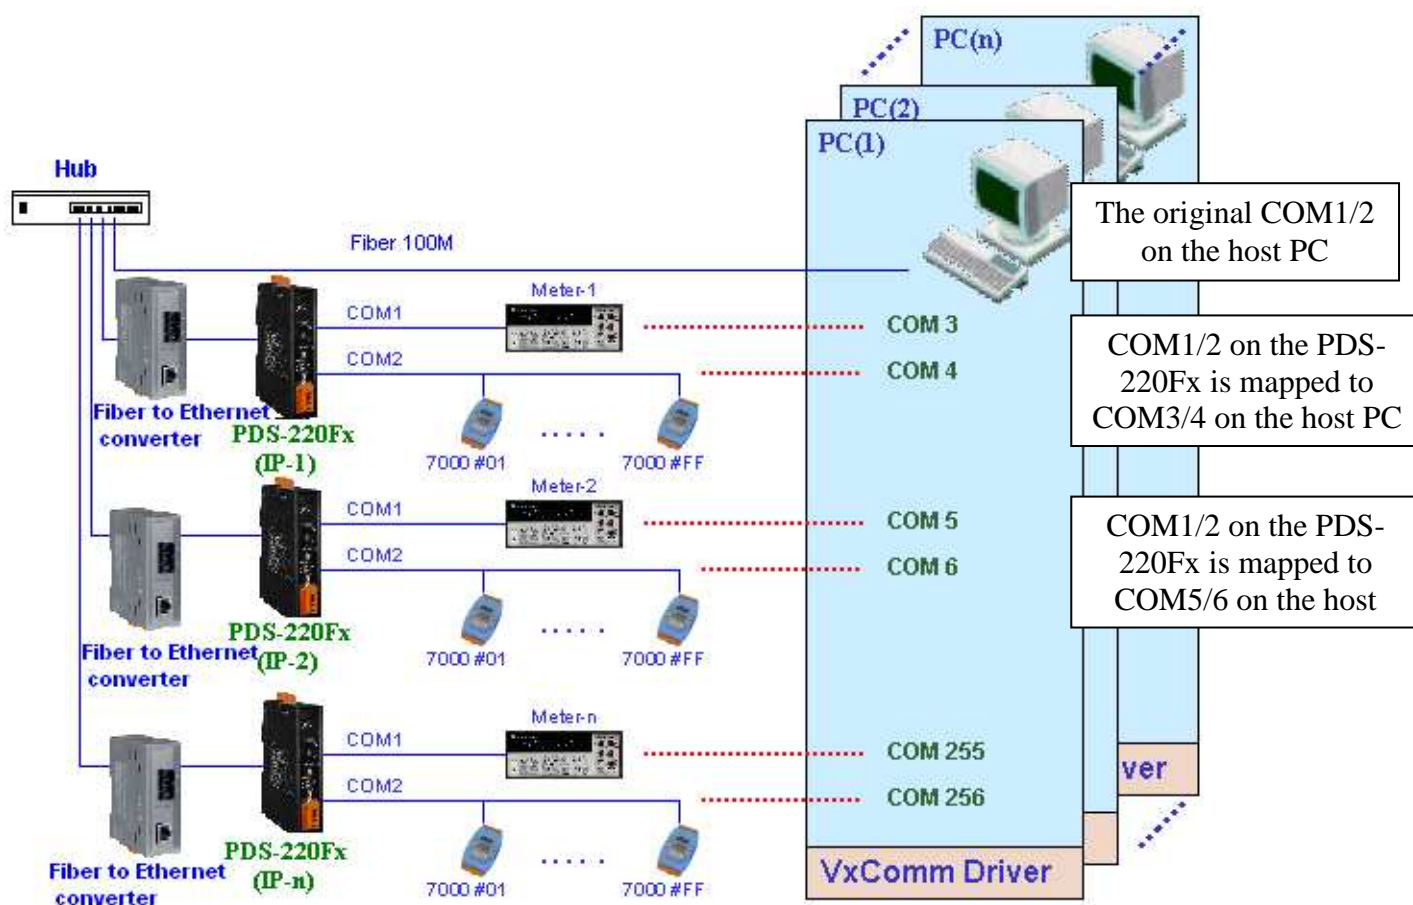 PC(n)
PC(2)
PC(1)
Hub
The original COM1/2
on the host PC
Fiber 100M
Meter-1
COM1
COM 3
COM1/2 on the PDS-
220Fx is mapped to
COM3/4 on the host PC
COM2
COM 4
Fiber to Ethernet
converter
PDS-220Fx
(IP-1)
7000 #01
7000 #FF
Meter-2
COM1
COM 5
COM1/2 on the PDS-
220Fx is mapped to
COM5/6 on the host
COM2
COM 6
Fiber to Ethernet
converter
PDS-220Fx
(IP-2)
7000 #01
7000 #FF
Meter-n
COM1
COM 255
ver
COM2
COM 256
Fiber to Ethernet
converter
PDS-220Fx
(IP-n)
7000 #01
7000 #FF
VxComm Driver